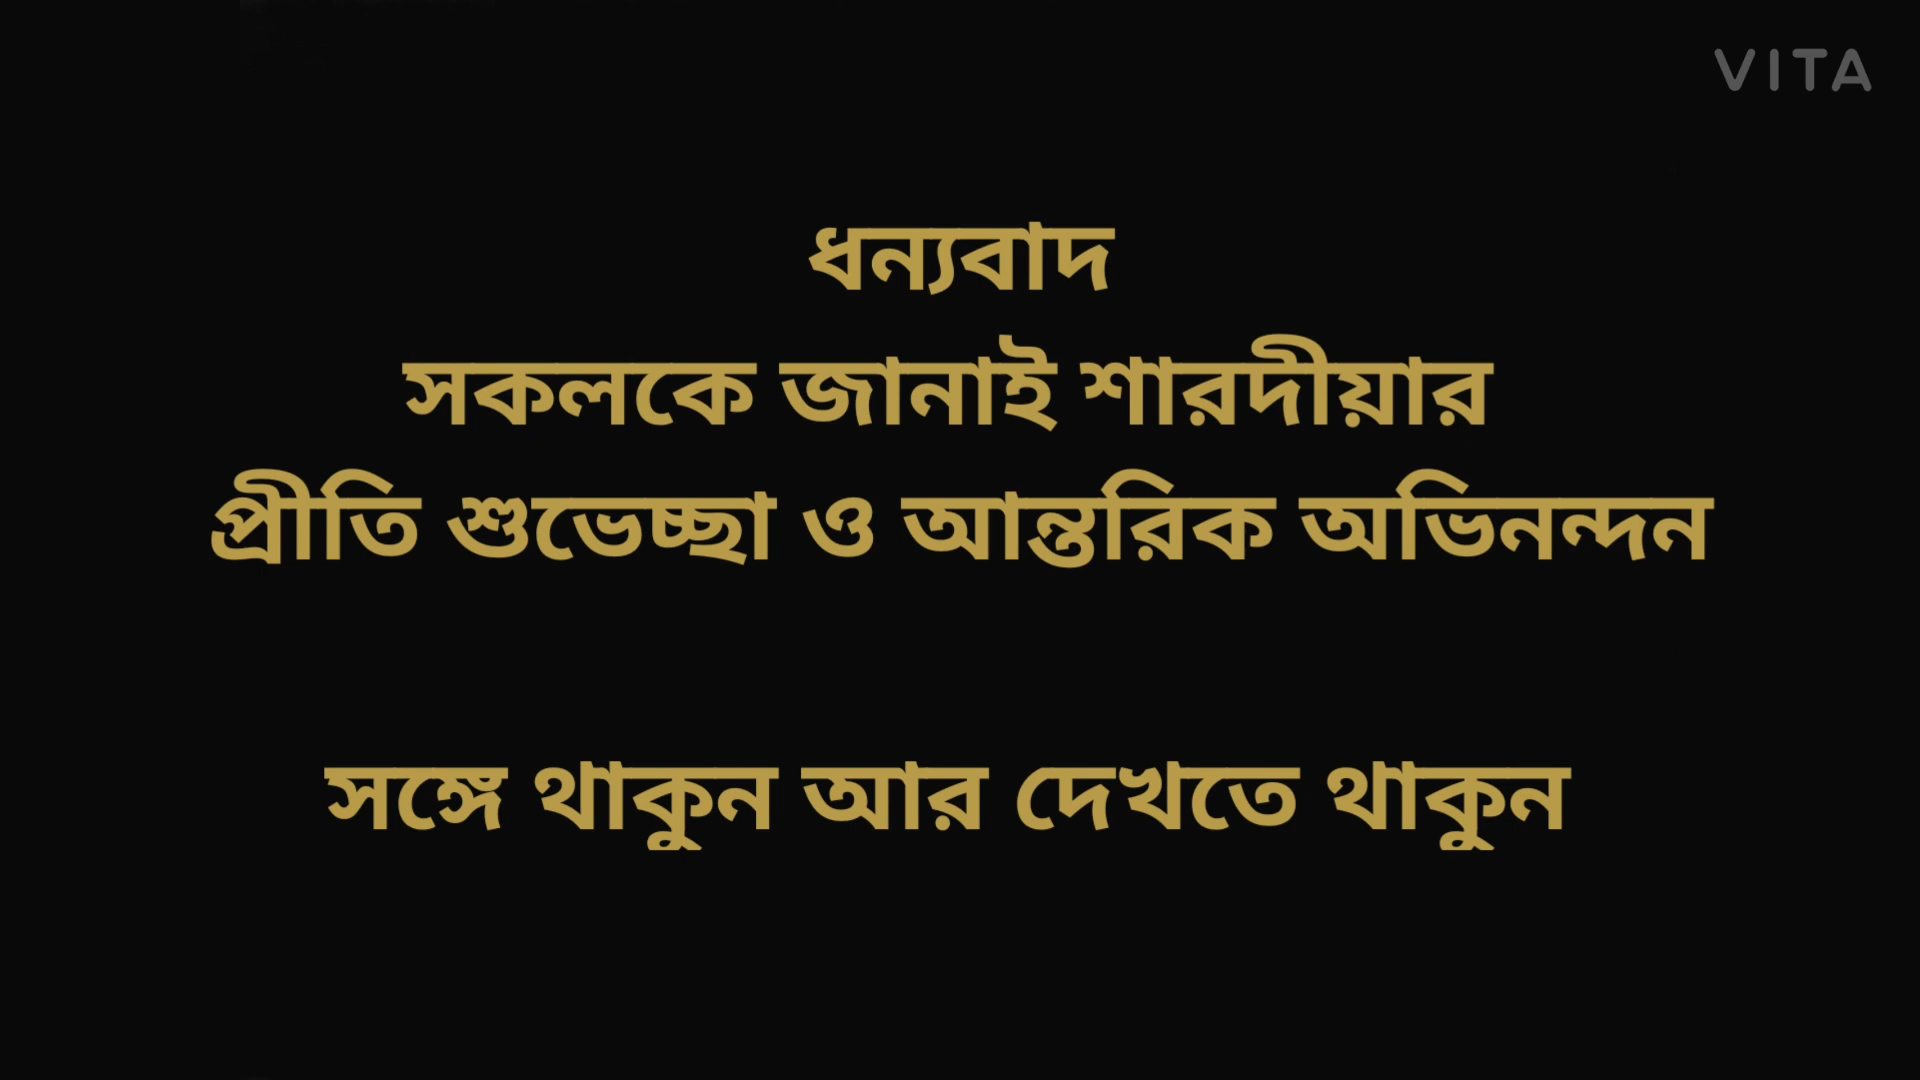 VITA
ধন্যবাদ
সকলকে জানাই শারদীয়ার
প্রীতি শুভেচ্ছা ও আন্তরিক অভিনন্দন
সঙ্গে থাকুন আর দেখতে থাকুন